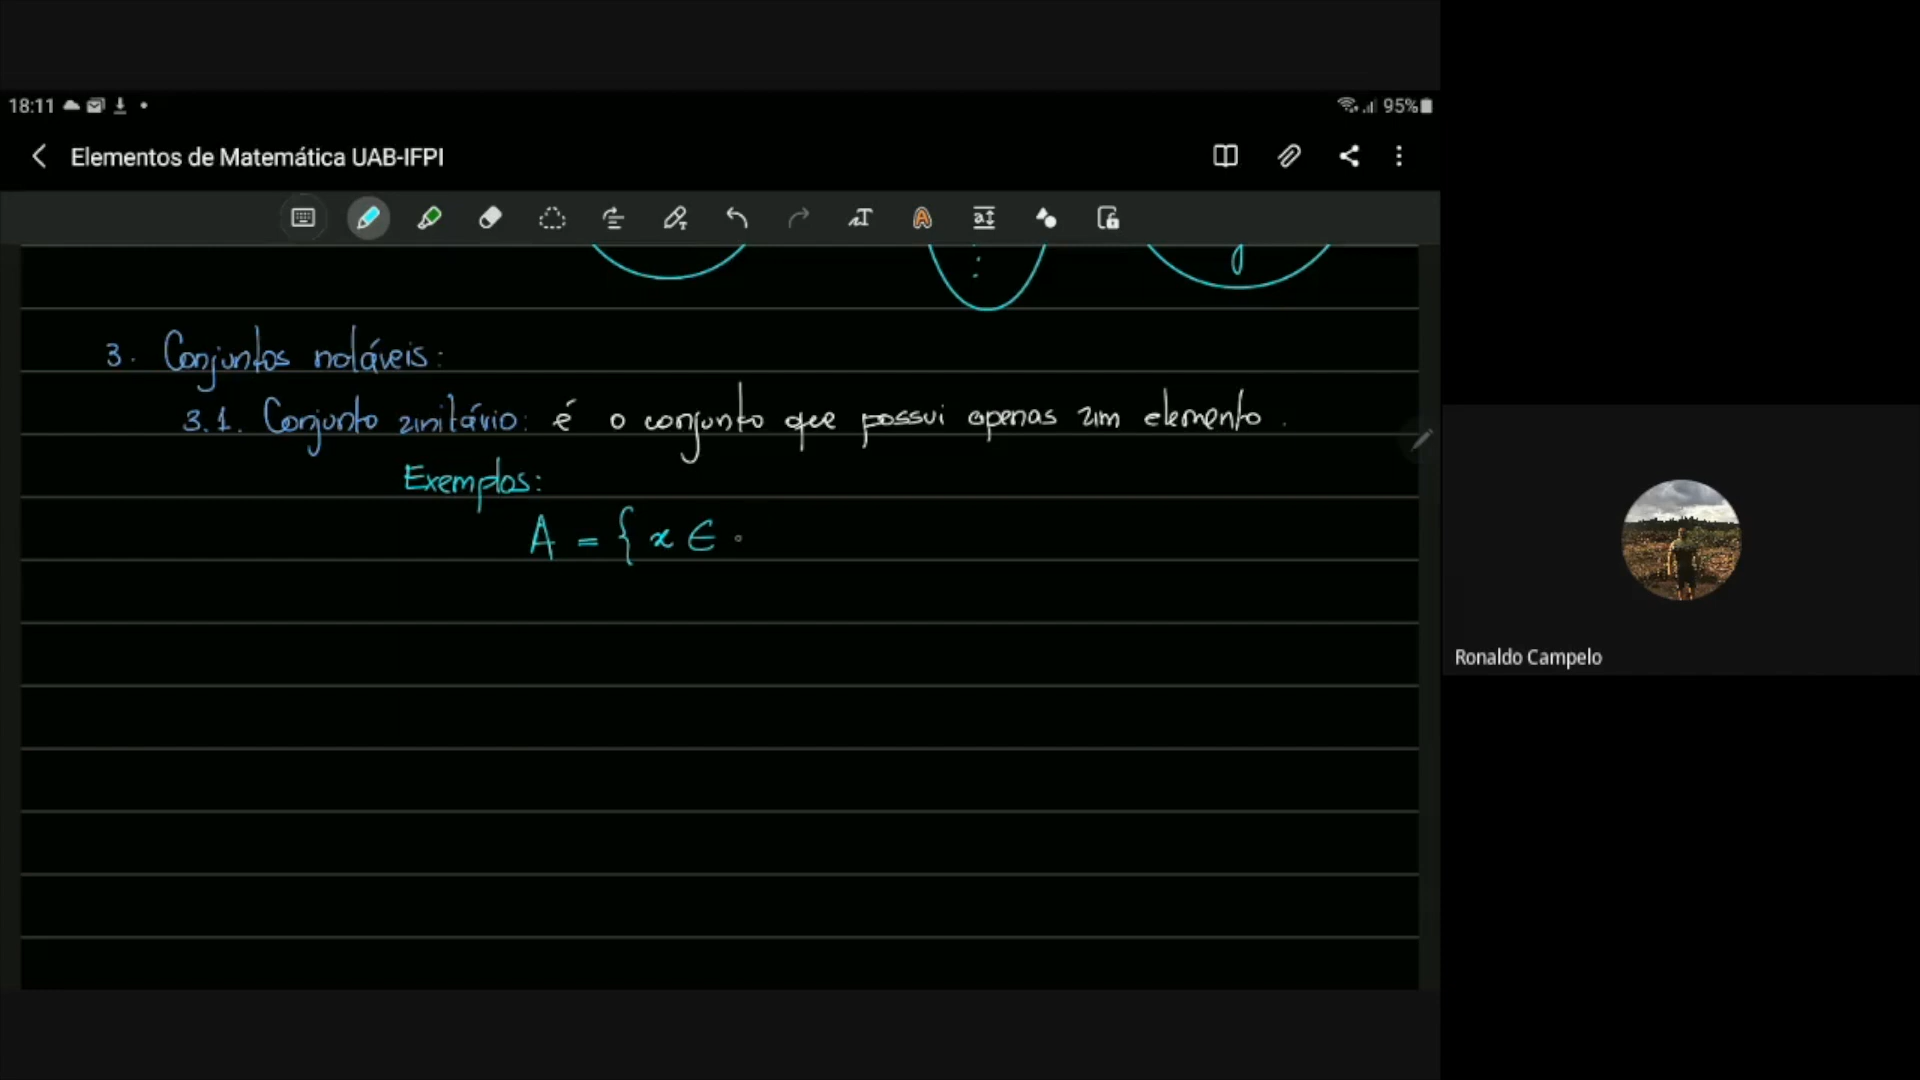 18:11
95%
Elementos de Matemática UAB-IFPI
3. Conjuntos notáveis:
3.1. Conjunto unitário: é o conjunto que possui apenas um elemento.
Exemplos:
A = { x ∈
Ronaldo Campelo